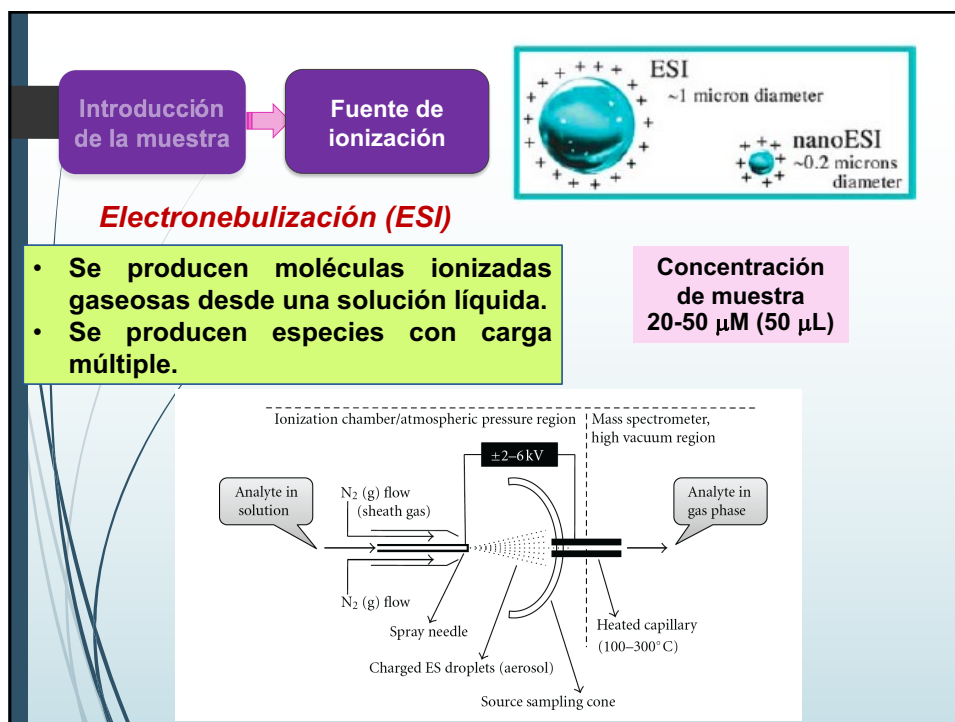 Introducción
de la muestra
Fuente de
ionización
ESI
~1 micron diameter
nanoESI
~0.2 microns
diameter
Electronebulización (ESI)
• Se producen moléculas ionizadas
gaseosas desde una solución líquida.
• Se producen especies con carga
múltiple.
Concentración
de muestra
20-50 μM (50 μL)
Ionization chamber/atmospheric pressure region
Mass spectrometer,
high vacuum region
±2–6 kV
Analyte in
solution
N₂ (g) flow
(sheath gas)
Analyte in
gas phase
N₂ (g) flow
Spray needle
Heated capillary
(100–300°C)
Charged ES droplets (aerosol)
Source sampling cone